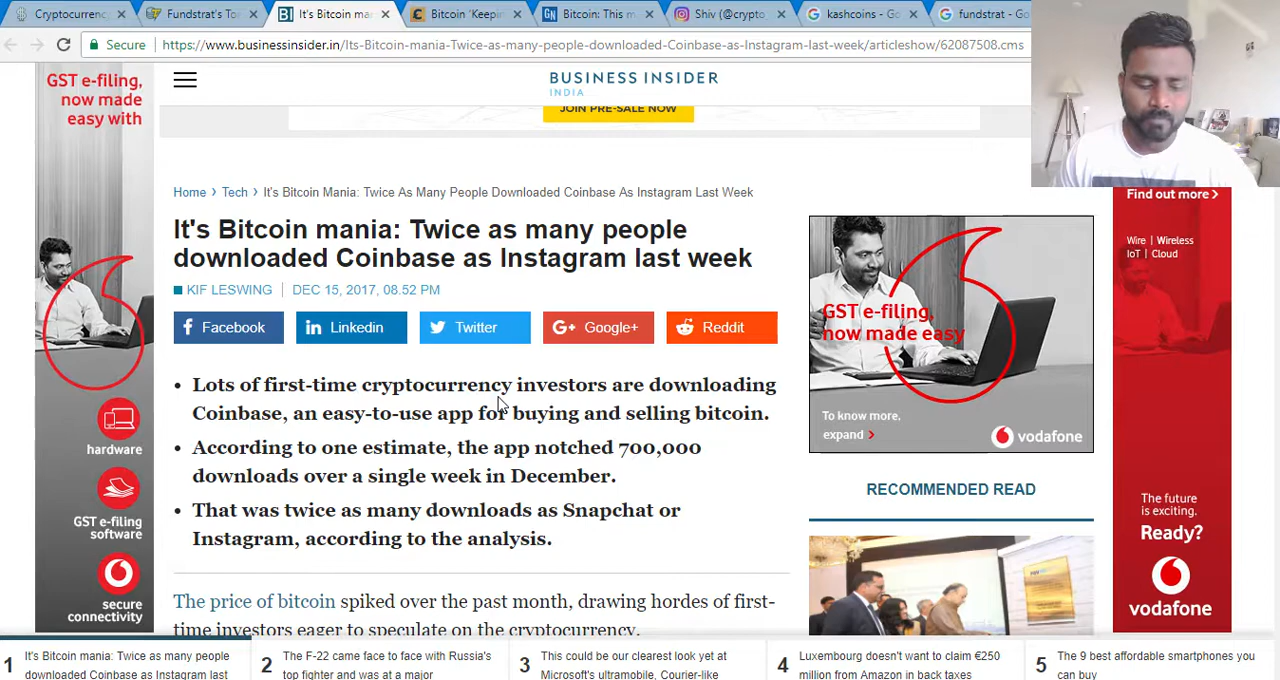 Cryptocurrenc
Fundstrat's To
It's Bitcoin ma
Bitcoin 'Keepin
Bitcoin: This m
Shiv (@crypto
kashcoins - Go
fundstrat - Go
Secure
https://www.businessinsider.in/Its-Bitcoin-mania-Twice-as-many-people-downloaded-Coinbase-as-Instagram-last-week/articleshow/62087508.cms
GST e-filing,
now made
easy with
BUSINESS INSIDER
INDIA
JOIN PRE-SALE NOW
Home > Tech > It's Bitcoin Mania: Twice As Many People Downloaded Coinbase As Instagram Last Week
It's Bitcoin mania: Twice as many people
downloaded Coinbase as Instagram last week
KIF LESWING | DEC 15, 2017, 08.52 PM
Facebook
Linkedin
Twitter
G+ Google+
Reddit
• Lots of first-time cryptocurrency investors are downloading
Coinbase, an easy-to-use app for buying and selling bitcoin.
• According to one estimate, the app notched 700,000
downloads over a single week in December.
• That was twice as many downloads as Snapchat or
Instagram, according to the analysis.
The price of bitcoin spiked over the past month, drawing hordes of first-
time investors eager to speculate on the cryptocurrency.
hardware
GST e-filing
software
secure
connectivity
GST e-filing,
now made easy
To know more,
expand >
vodafone
RECOMMENDED READ
Find out more >
Wire | Wireless
IoT | Cloud
The future
is exciting.
Ready?
vodafone
1 It's Bitcoin mania: Twice as many people
downloaded Coinbase as Instagram last
2 The F-22 came face to face with Russia's
top fighter and was at a major
3 This could be our clearest look yet at
Microsoft's ultramobile, Courier-like
4 Luxembourg doesn't want to claim €250
million from Amazon in back taxes
5 The 9 best affordable smartphones you
can buy